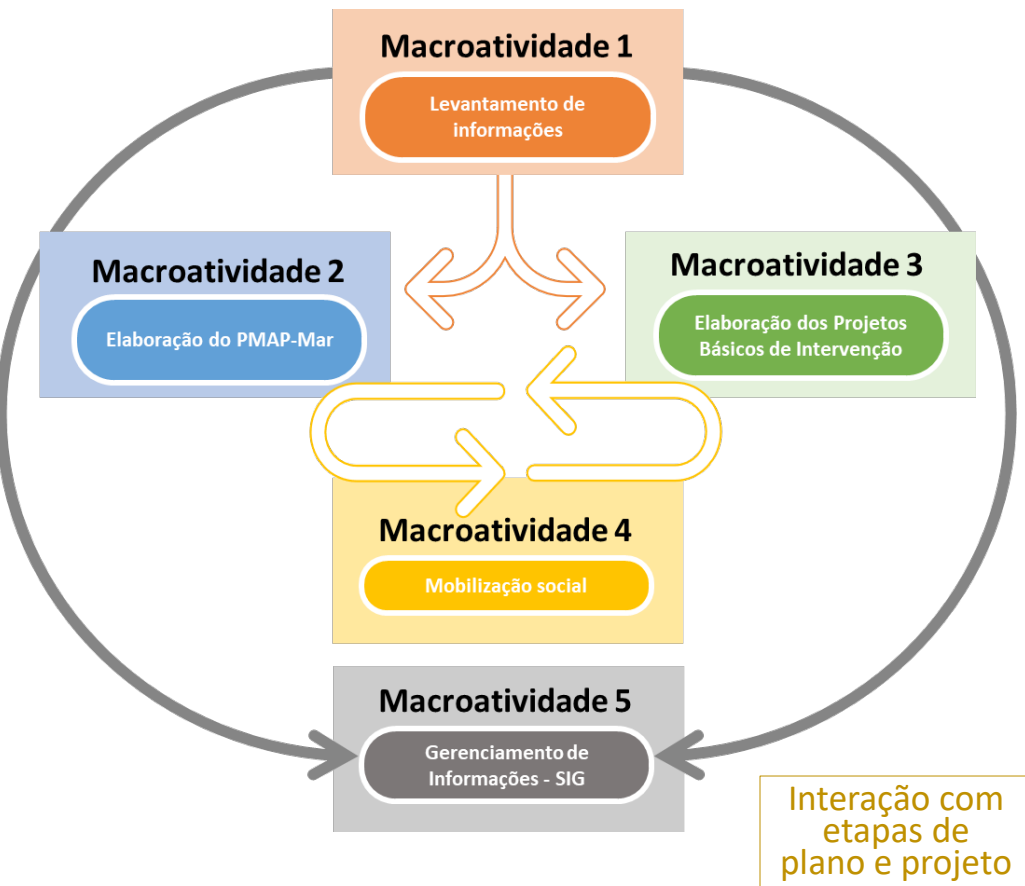 Macroatividade 1
Levantamento de
informações
Macroatividade 2
Elaboração do PMAP-Mar
Macroatividade 3
Elaboração dos Projetos
Básicos de Intervenção
Macroatividade 4
Mobilização social
Macroatividade 5
Gerenciamento de
Informações - SIG
Interação com
etapas de
plano e projeto